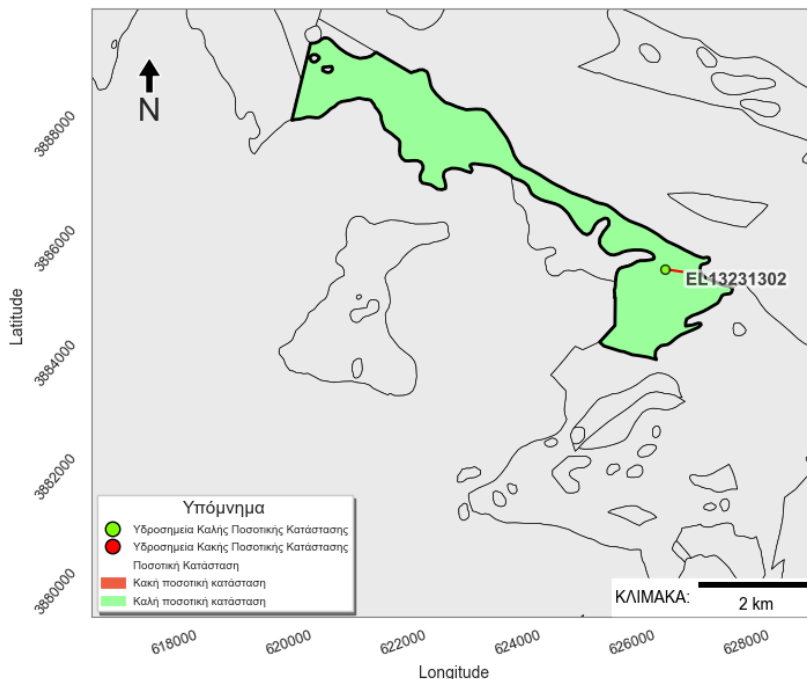 N
3888000
3886000
3884000
3882000
3880000
Latitude
EL13231302
Υπόμνημα
Υδροσημεία Καλής Ποσοτικής Κατάστασης
Υδροσημεία Κακής Ποσοτικής Κατάστασης
Ποσοτική Κατάσταση
Κακή ποσοτική κατάσταση
Καλή ποσοτική κατάσταση
ΚΛΙΜΑΚΑ:
2 km
618000
620000
622000
624000
626000
628000
Longitude